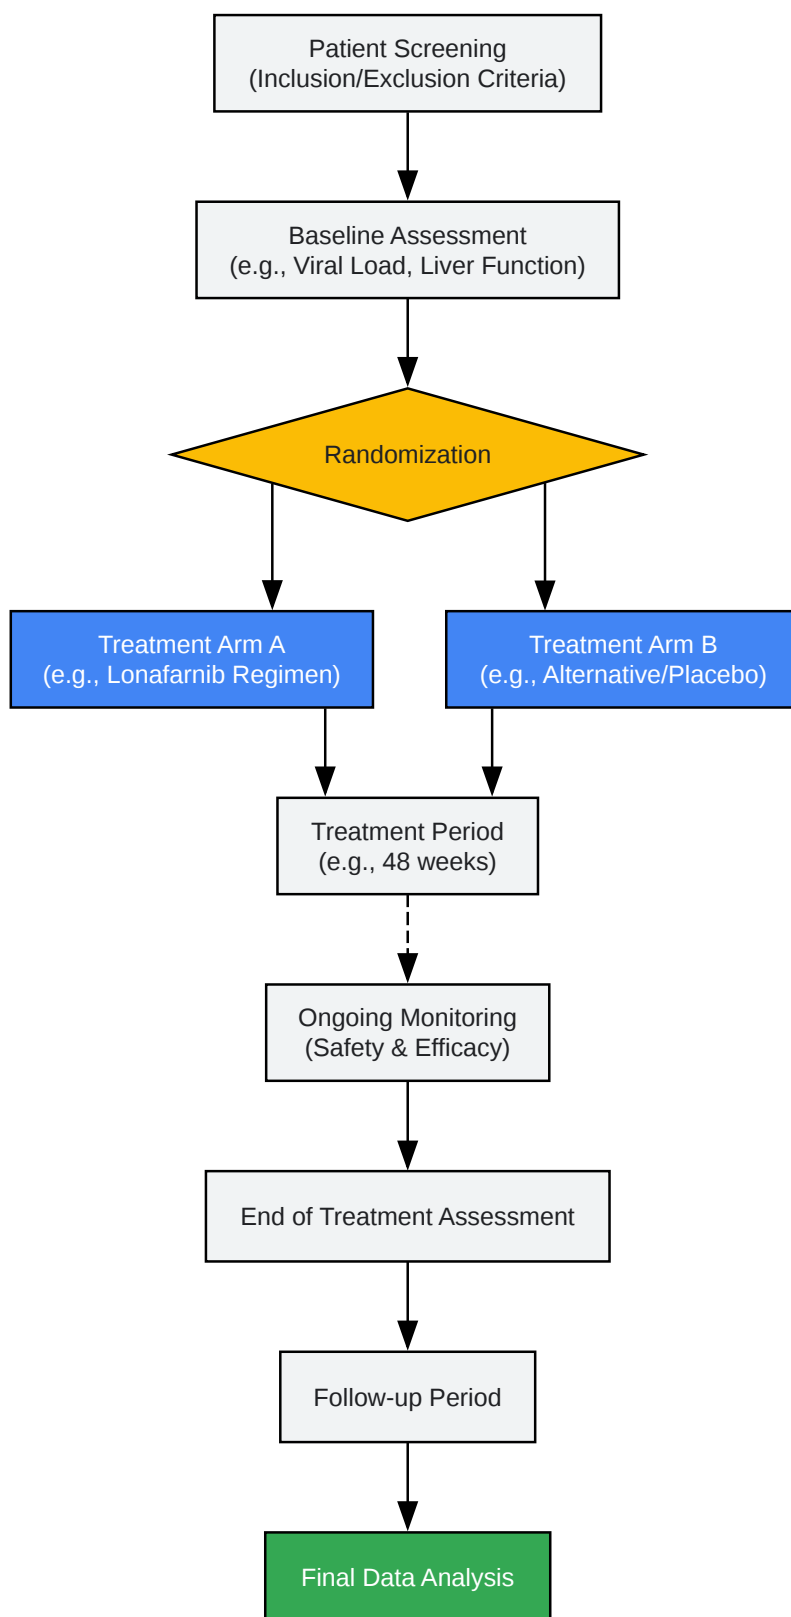 Patient Screening
(Inclusion/Exclusion Criteria)
Baseline Assessment
(e.g., Viral Load, Liver Function)
Randomization
Treatment Arm A
(e.g., Lonafarnib Regimen)
Treatment Arm B
(e.g., Alternative/Placebo)
Treatment Period
(e.g., 48 weeks)
Ongoing Monitoring
(Safety & Efficacy)
End of Treatment Assessment
Follow-up Period
Final Data Analysis